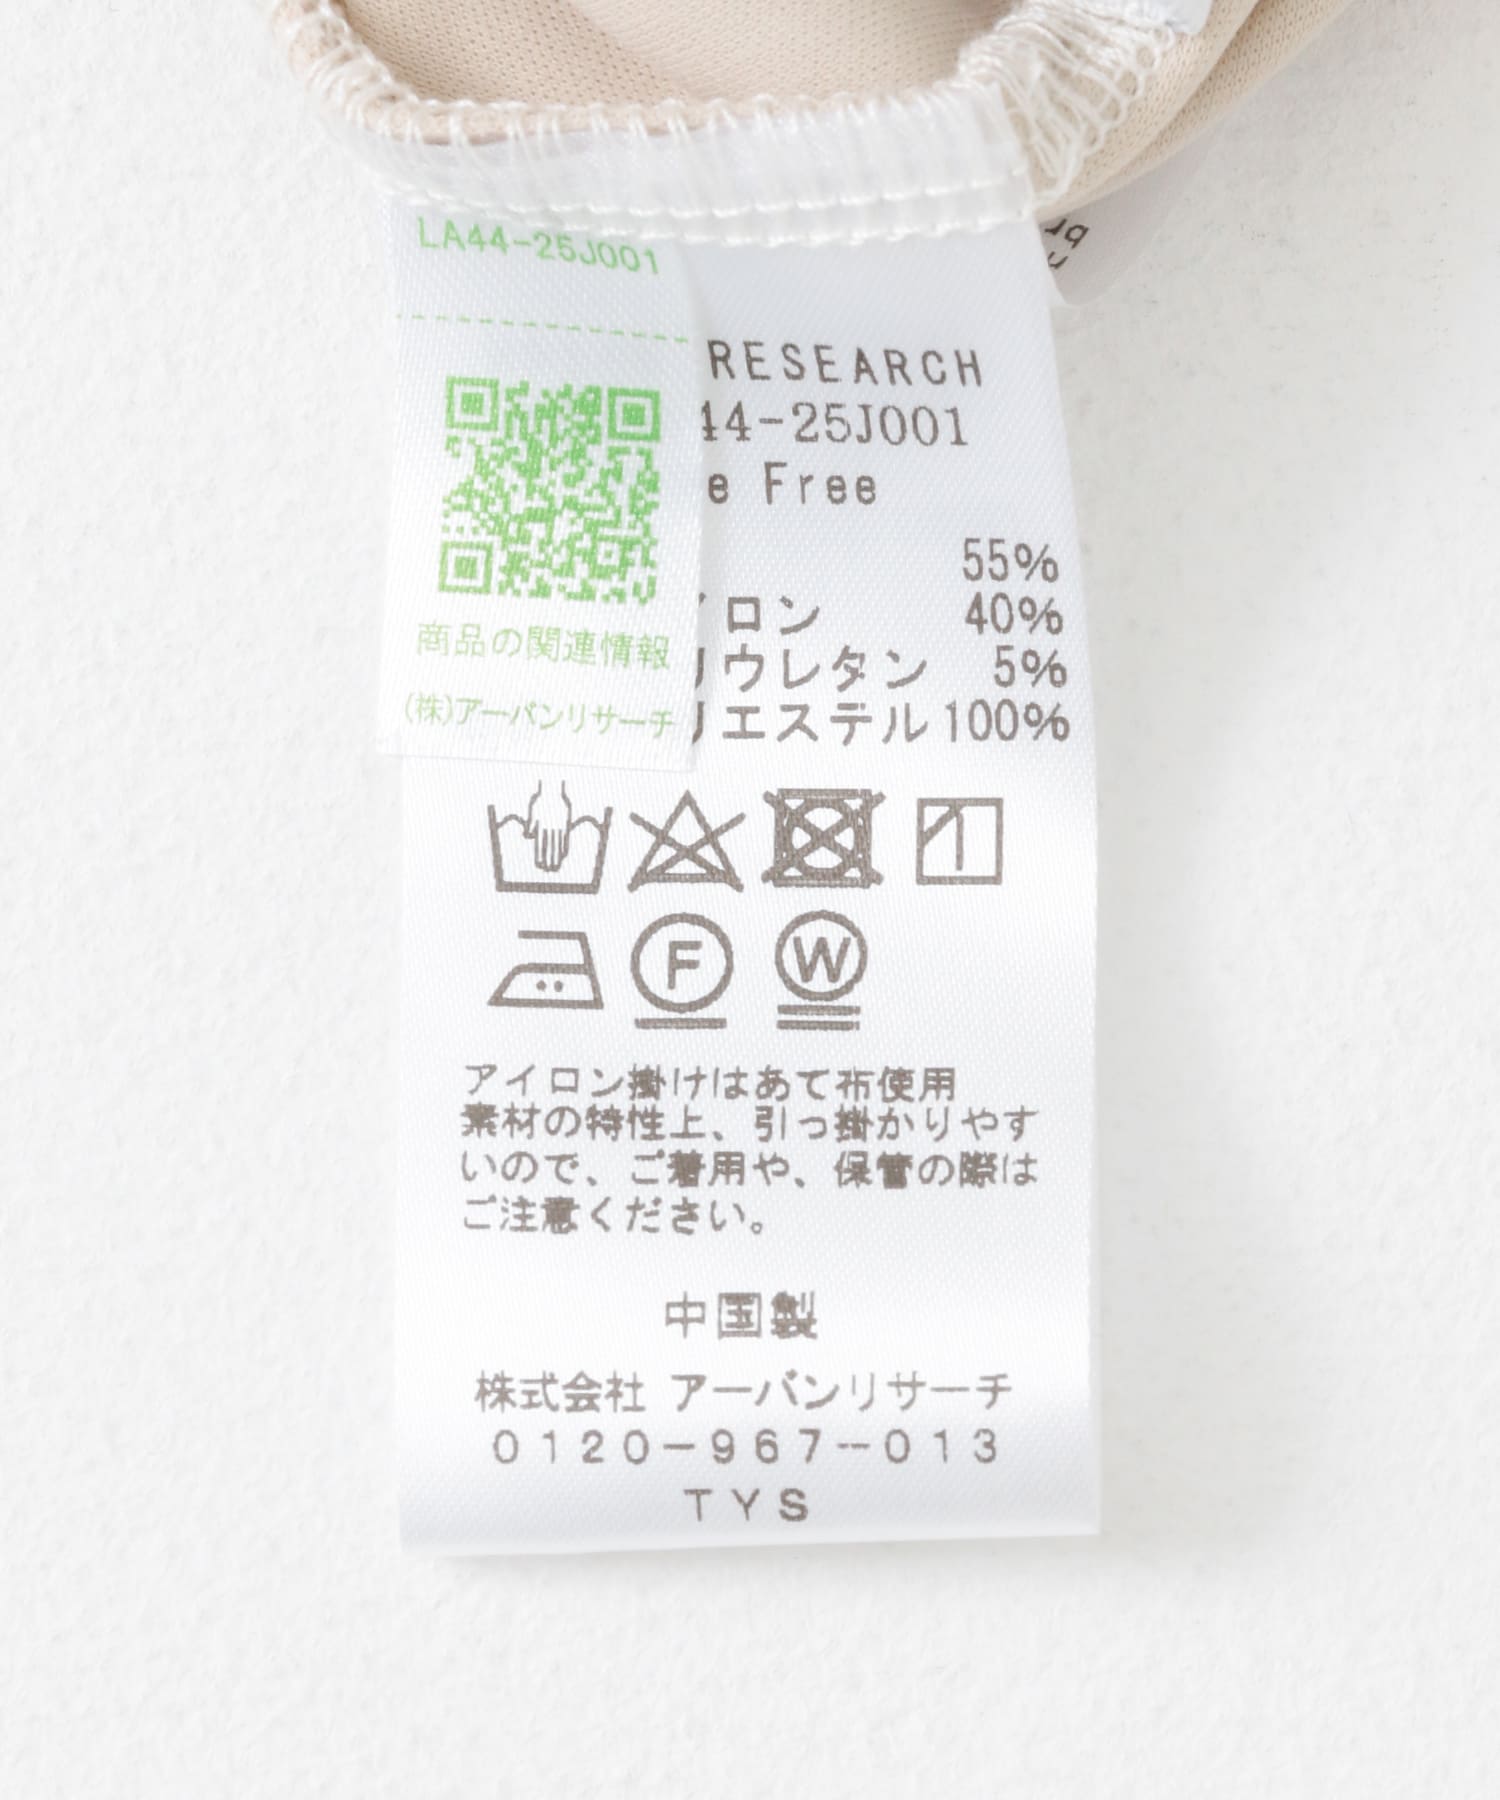 LA44-25J001
商品の関連情報
(株)アーバンリサーチ
RESEARCH
44-25J001
e Free
55%
イロン 40%
リウレタン 5%
リエステル 100%
F
W
アイロン掛けはあて布使用
素材の特性上、引っ掛かりやす
いので、ご着用や、保管の際は
ご注意ください。
中国製
株式会社 アーバンリサーチ
0120-967-013
TYS